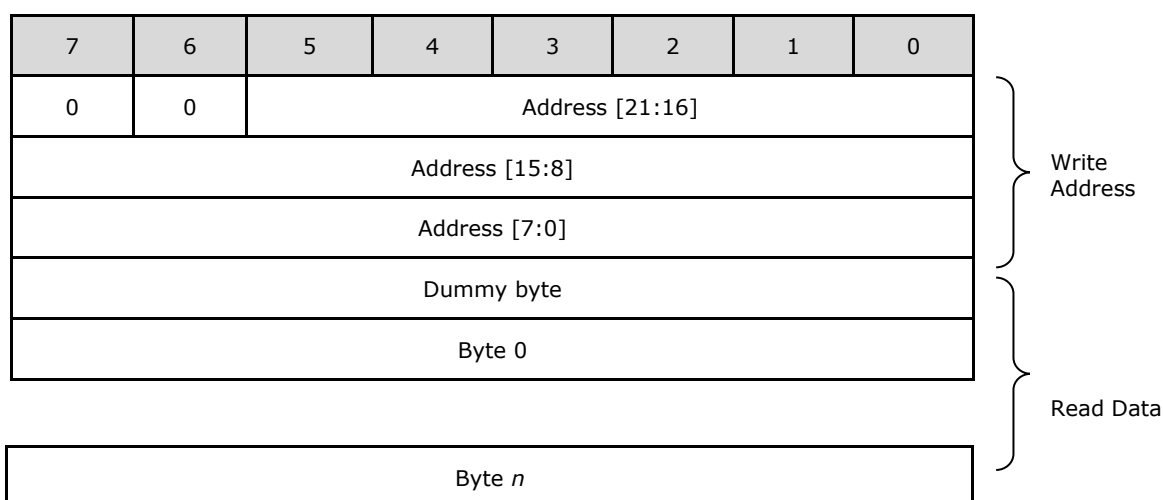 7 6 5 4 3 2 1 0
0 0 Address [21:16]
Address [15:8]
Write
Address
Address [7:0]
Dummy byte
Byte 0
Read Data
Byte n